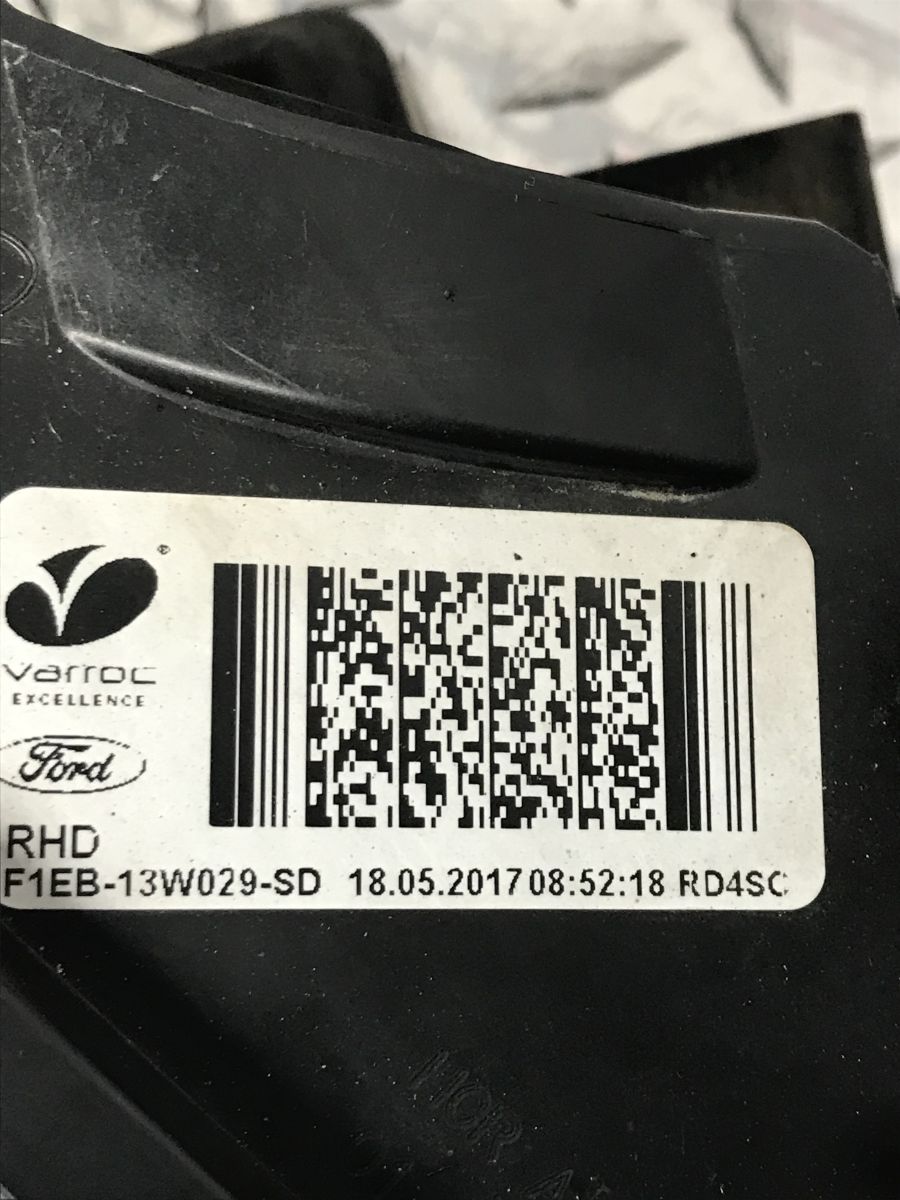 varroc
EXCELLENCE
Ford
RHD
F1EB-13W029-SD 18.05.2017 08:52:18 RD4SC